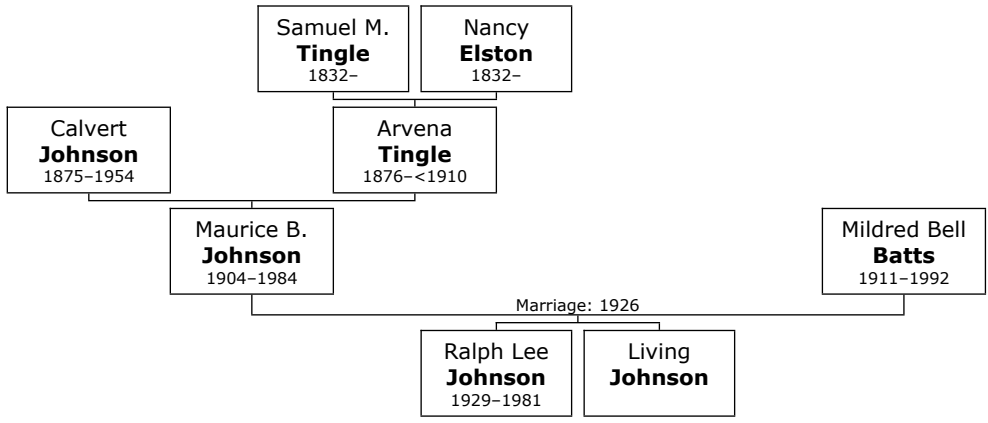 Samuel M.
Tingle
1832–
Nancy
Elston
1832–
Calvert
Johnson
1875–1954
Arvena
Tingle
1876–<1910
Maurice B.
Johnson
1904–1984
Mildred Bell
Batts
1911–1992
Marriage: 1926
Ralph Lee
Johnson
1929–1981
Living
Johnson